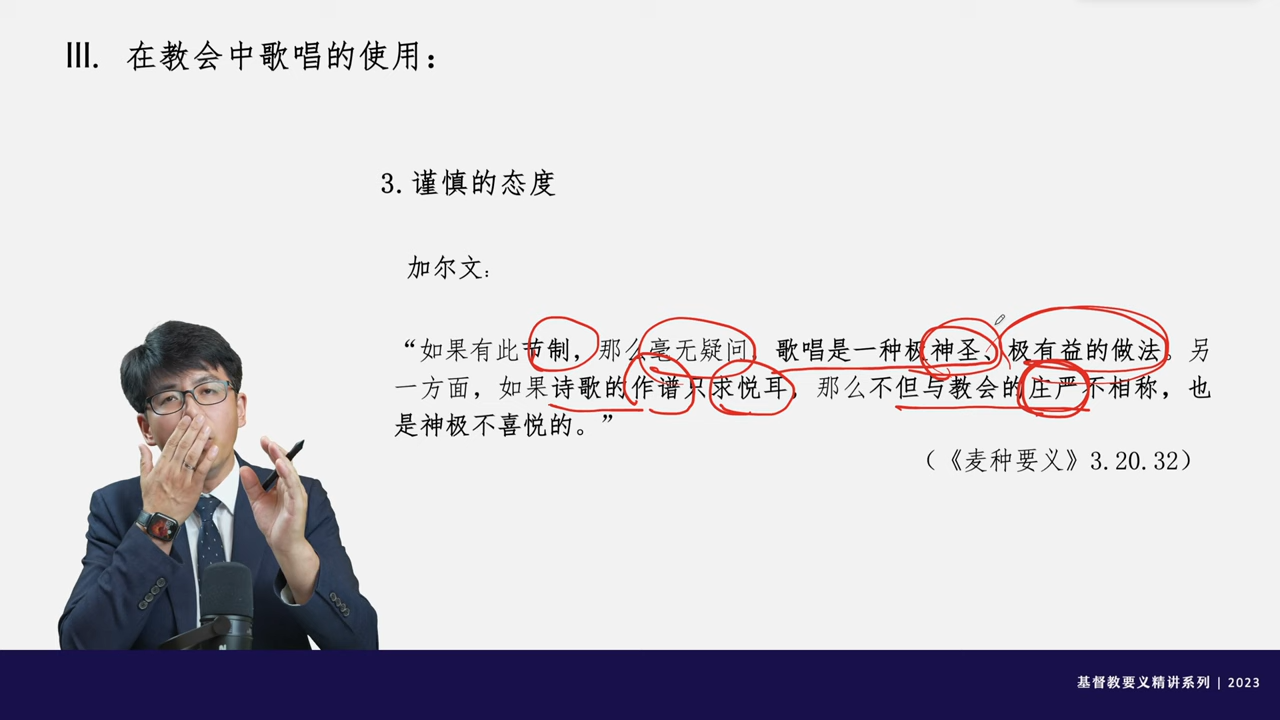 III. 在教会中歌唱的使用：
3.谨慎的态度
加尔文：
“如果有此节制，那么毫无疑问，歌唱是一种极神圣、极有益的做法。另
一方面，如果诗歌的作谱只求悦耳，那么不但与教会的庄严不相称，也
是神极不喜悦的。”
（《麦种要义》3.20.32）
基督教要义精讲系列 | 2023